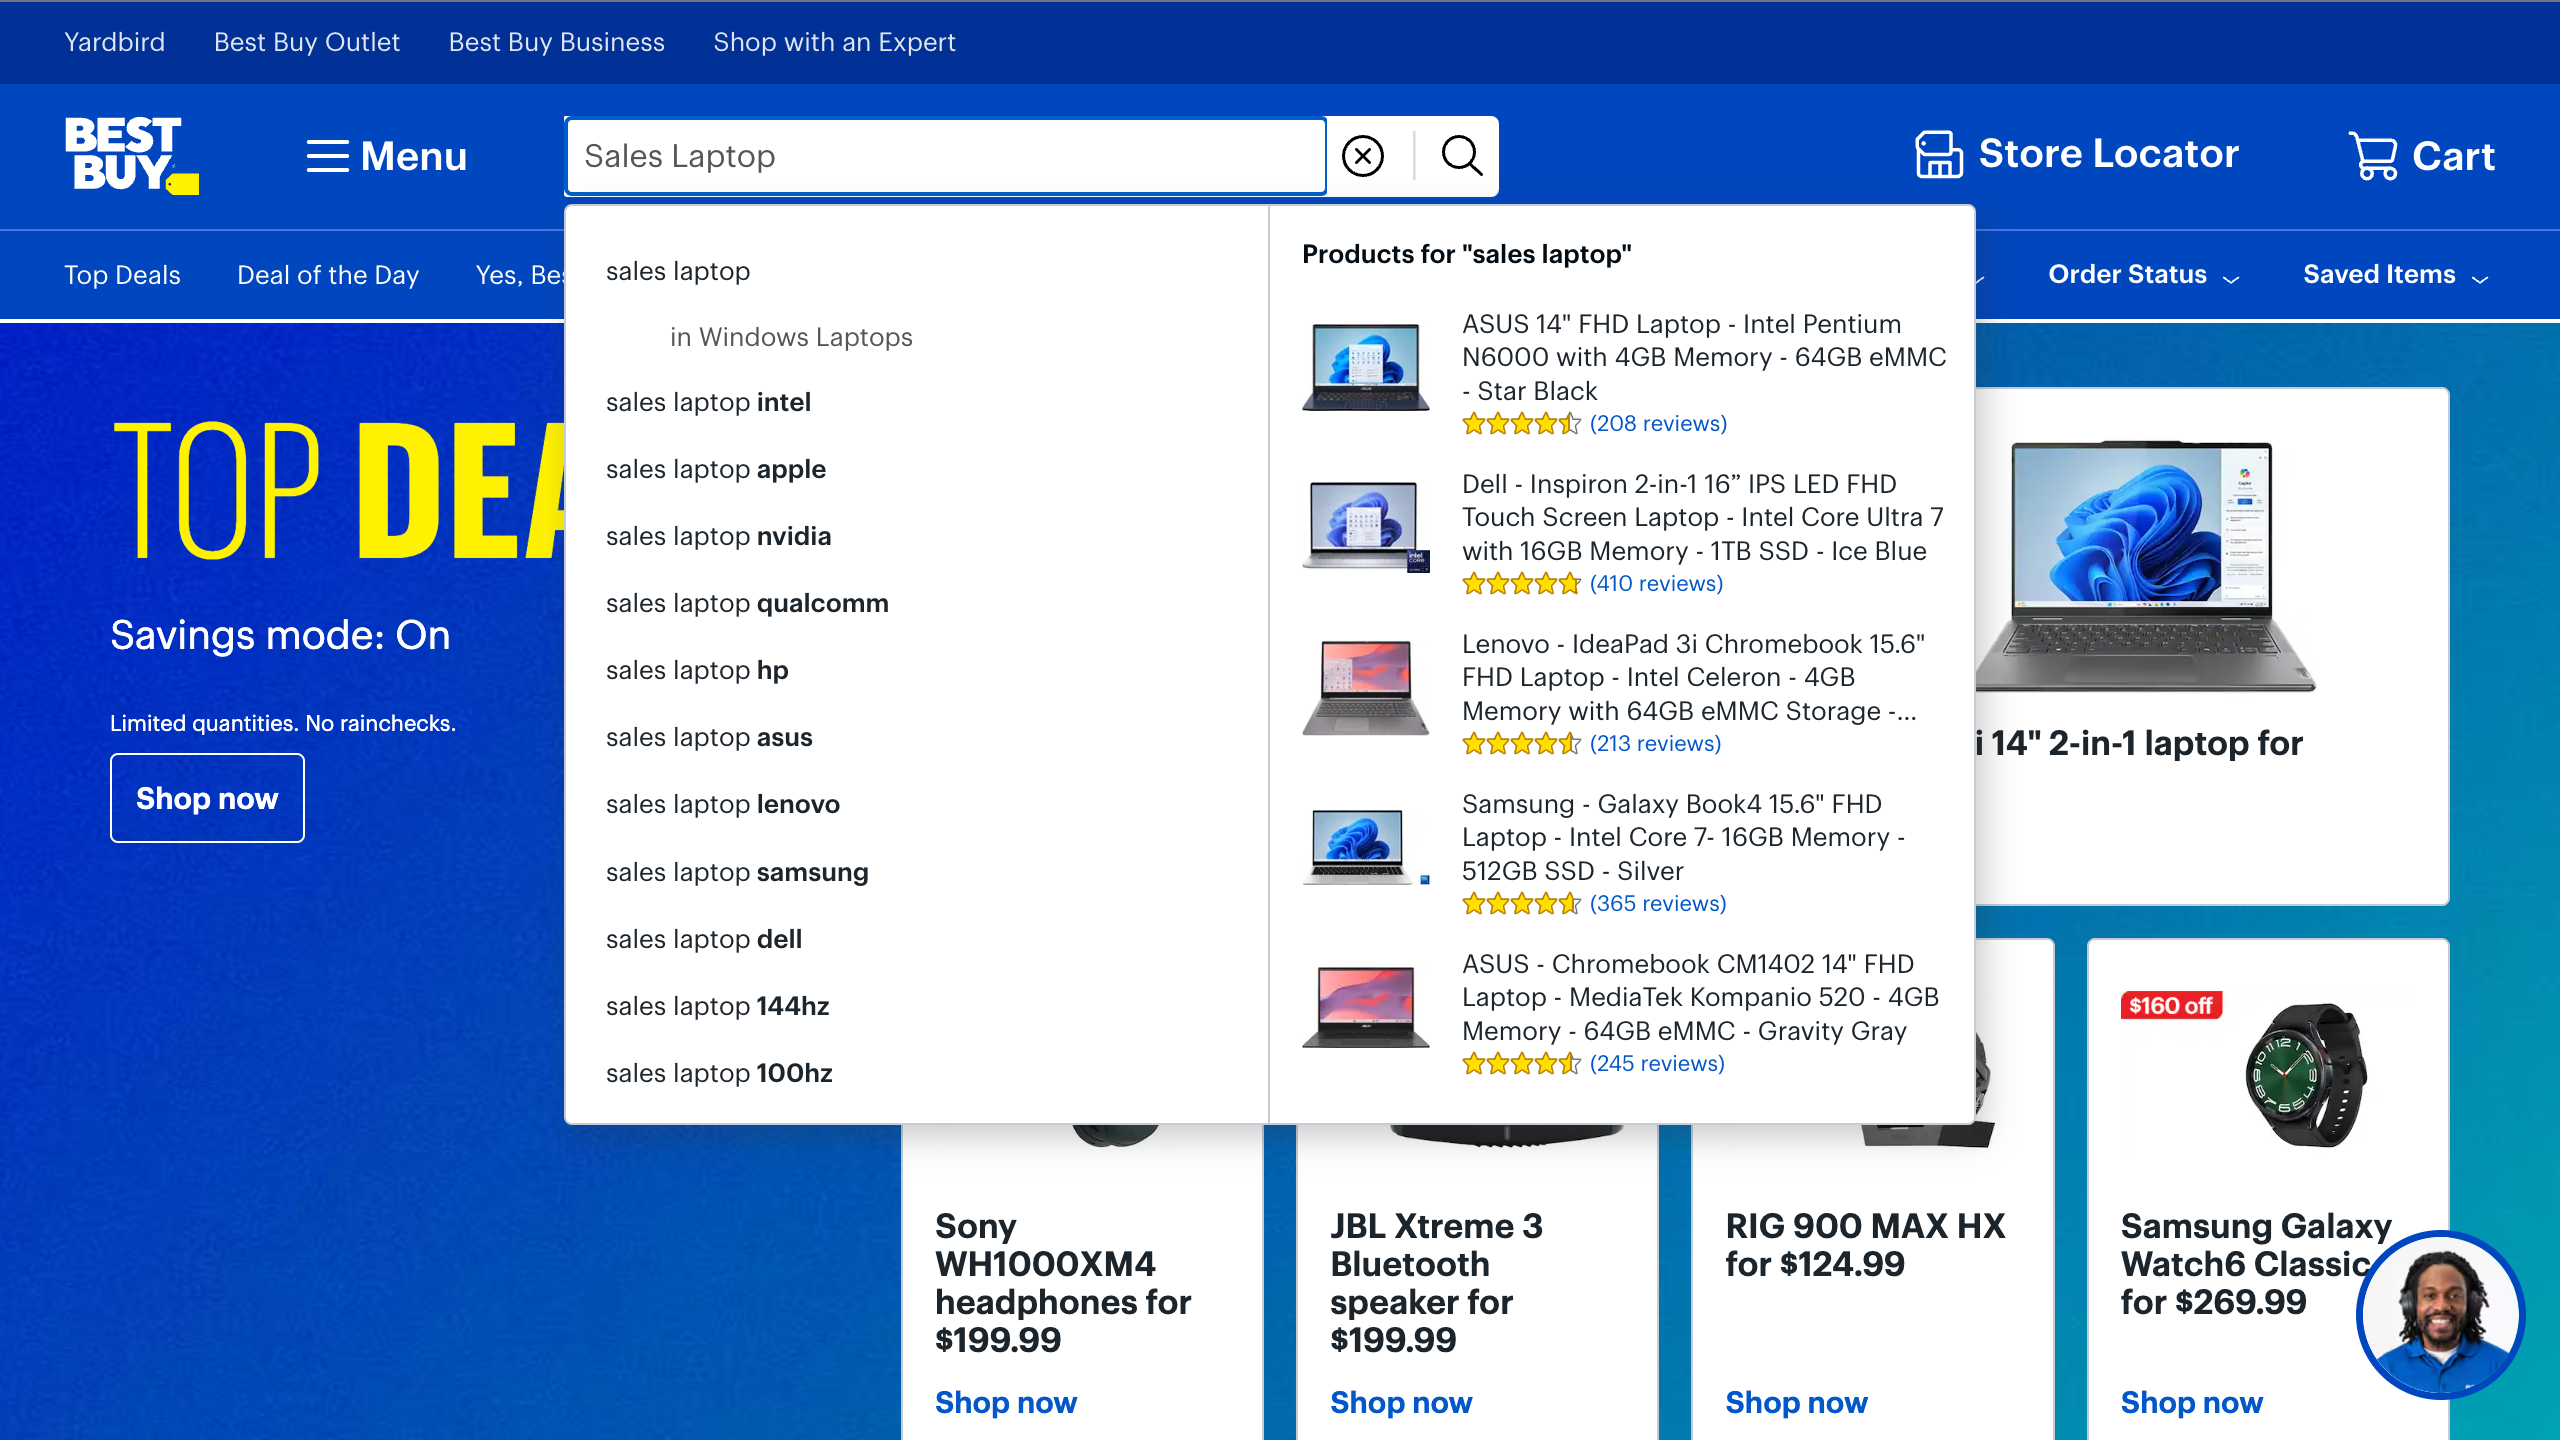 Yardbird Best Buy Outlet Best Buy Business Shop with an Expert
BEST
BUY
Menu
Sales Laptop
Store Locator
Cart
Top Deals Deal of the Day Yes, Bes
Order Status Saved Items
sales laptop
in Windows Laptops
sales laptop intel
sales laptop apple
sales laptop nvidia
sales laptop qualcomm
sales laptop hp
sales laptop asus
sales laptop lenovo
sales laptop samsung
sales laptop dell
sales laptop 144hz
sales laptop 100hz
Products for "sales laptop"
ASUS 14" FHD Laptop - Intel Pentium
N6000 with 4GB Memory - 64GB eMMC
- Star Black
(208 reviews)
Dell - Inspiron 2-in-1 16” IPS LED FHD
Touch Screen Laptop - Intel Core Ultra 7
with 16GB Memory - 1TB SSD - Ice Blue
(410 reviews)
Lenovo - IdeaPad 3i Chromebook 15.6"
FHD Laptop - Intel Celeron - 4GB
Memory with 64GB eMMC Storage -...
(213 reviews)
Samsung - Galaxy Book4 15.6" FHD
Laptop - Intel Core 7- 16GB Memory -
512GB SSD - Silver
(365 reviews)
ASUS - Chromebook CM1402 14" FHD
Laptop - MediaTek Kompanio 520 - 4GB
Memory - 64GB eMMC - Gravity Gray
(245 reviews)
TOP DEA
Savings mode: On
Limited quantities. No rainchecks.
Shop now
i 14" 2-in-1 laptop for
$160 off
Sony
WH1000XM4
headphones for
$199.99
Shop now
JBL Xtreme 3
Bluetooth
speaker for
$199.99
Shop now
RIG 900 MAX HX
for $124.99
Shop now
Samsung Galaxy
Watch6 Classic
for $269.99
Shop now